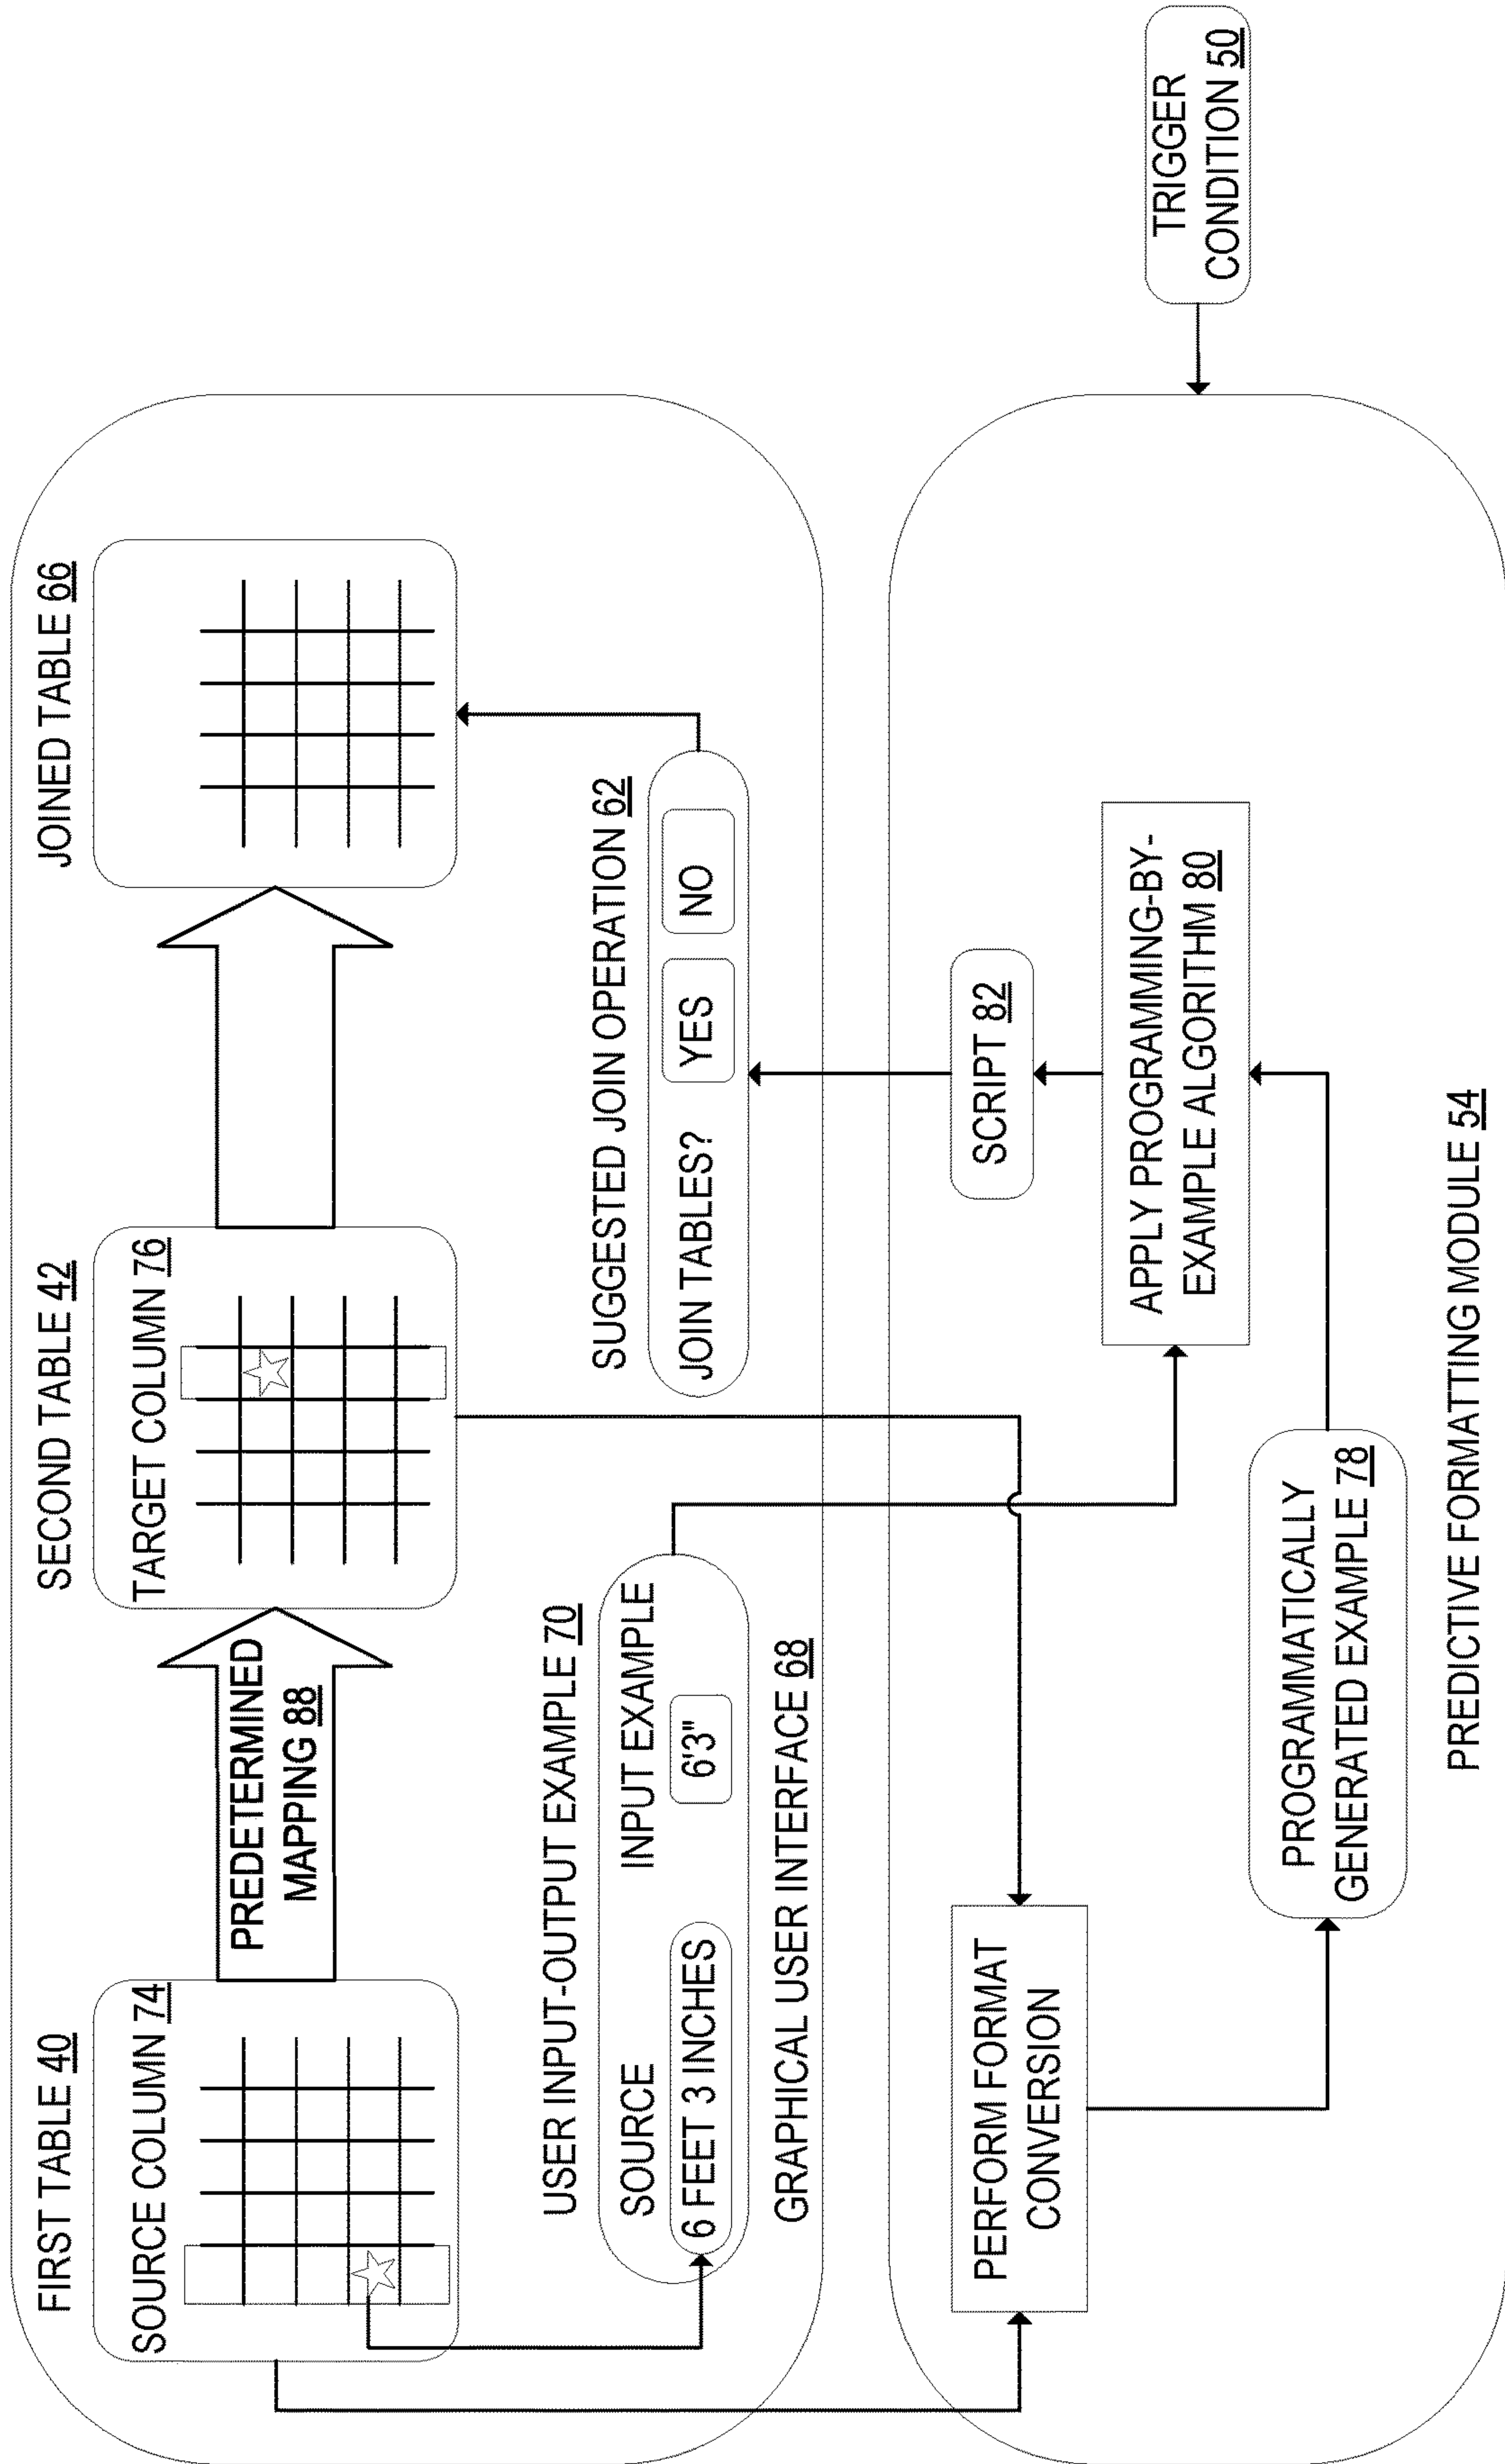 FIRST TABLE 40
SECOND TABLE 42
JOINED TABLE 66
SOURCE COLUMN 74
PREDETERMINED
MAPPING 88
TARGET COLUMN 76
USER INPUT-OUTPUT EXAMPLE 70
SOURCE
INPUT EXAMPLE
6 FEET 3 INCHES
6'3"
GRAPHICAL USER INTERFACE 68
SUGGESTED JOIN OPERATION 62
JOIN TABLES?
YES
NO
PERFORM FORMAT
CONVERSION
SCRIPT 82
APPLY PROGRAMMING-BY-
EXAMPLE ALGORITHM 80
TRIGGER
CONDITION 50
PROGRAMMATICALLY
GENERATED EXAMPLE 78
PREDICTIVE FORMATTING MODULE 54